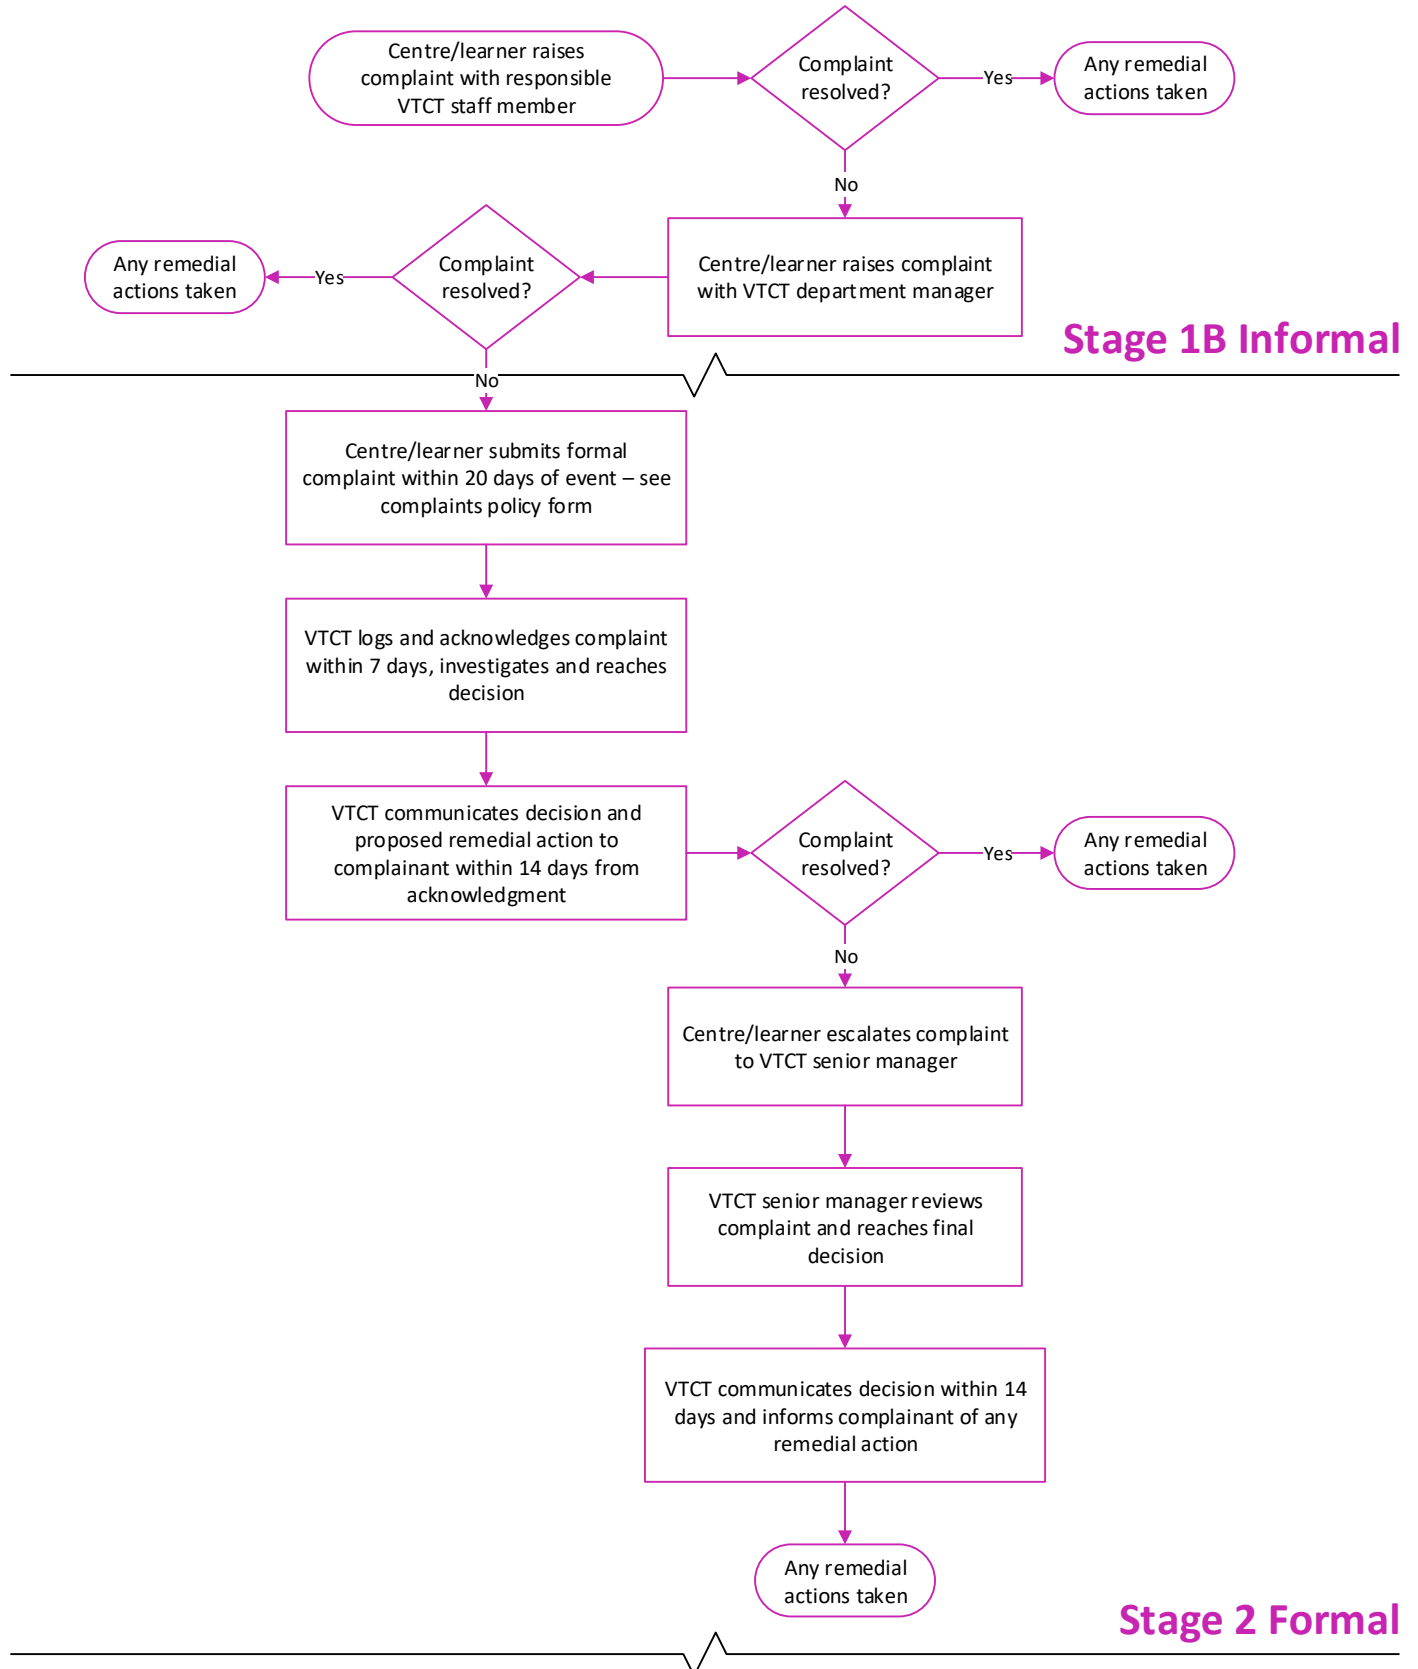 Centre/learner raises
complaint with responsible
VTCT staff member
Complaint
resolved?
Yes
Any remedial
actions taken
No
Centre/learner raises complaint
with VTCT department manager
Complaint
resolved?
Yes
Any remedial
actions taken
Stage 1B Informal
No
Centre/learner submits formal
complaint within 20 days of event – see
complaints policy form
VTCT logs and acknowledges complaint
within 7 days, investigates and reaches
decision
VTCT communicates decision and
proposed remedial action to
complainant within 14 days from
acknowledgment
Complaint
resolved?
Yes
Any remedial
actions taken
No
Centre/learner escalates complaint
to VTCT senior manager
VTCT senior manager reviews
complaint and reaches final
decision
VTCT communicates decision within 14
days and informs complainant of any
remedial action
Any remedial
actions taken
Stage 2 Formal